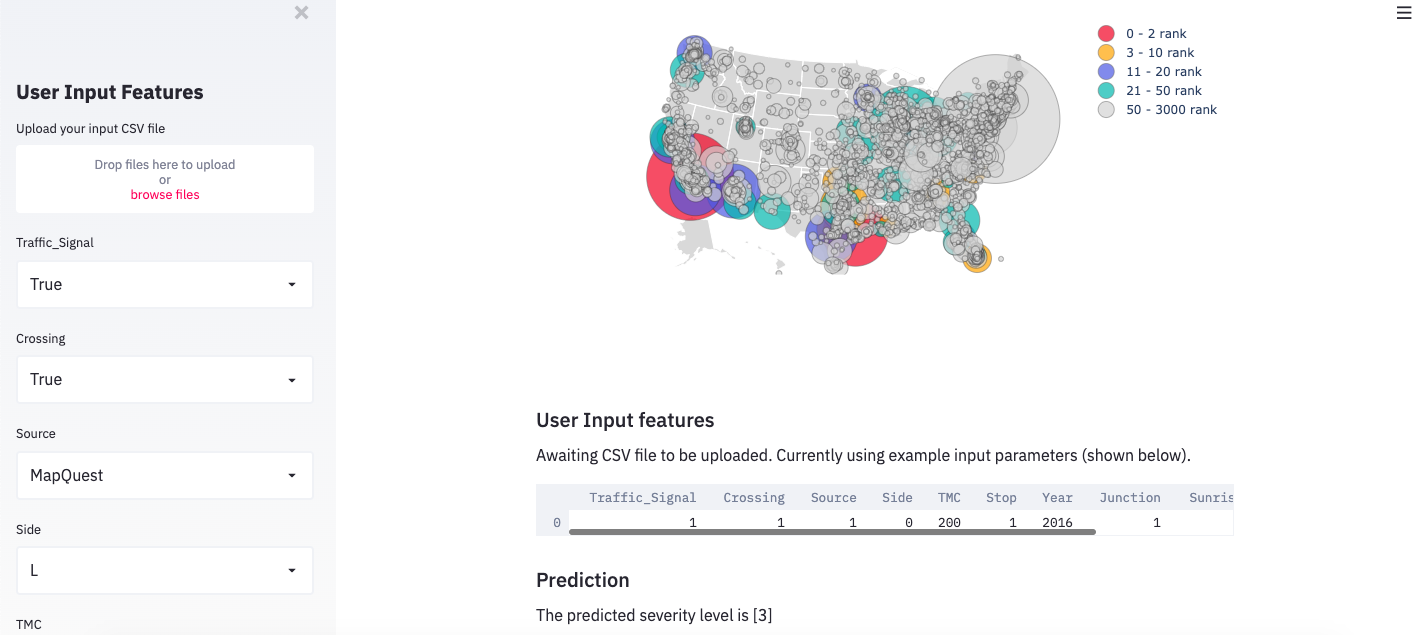 User Input Features
Upload your input CSV file
Drop files here to upload
or
browse files
Traffic_Signal
True
Crossing
True
Source
MapQuest
Side
L
TMC
0 - 2 rank
3 - 10 rank
11 - 20 rank
21 - 50 rank
50 - 3000 rank
User Input features
Awaiting CSV file to be uploaded. Currently using example input parameters (shown below).
Traffic_Signal Crossing Source Side TMC Stop Year Junction Sunris
0 1 1 1 0 200 1 2016 1
Prediction
The predicted severity level is [3]